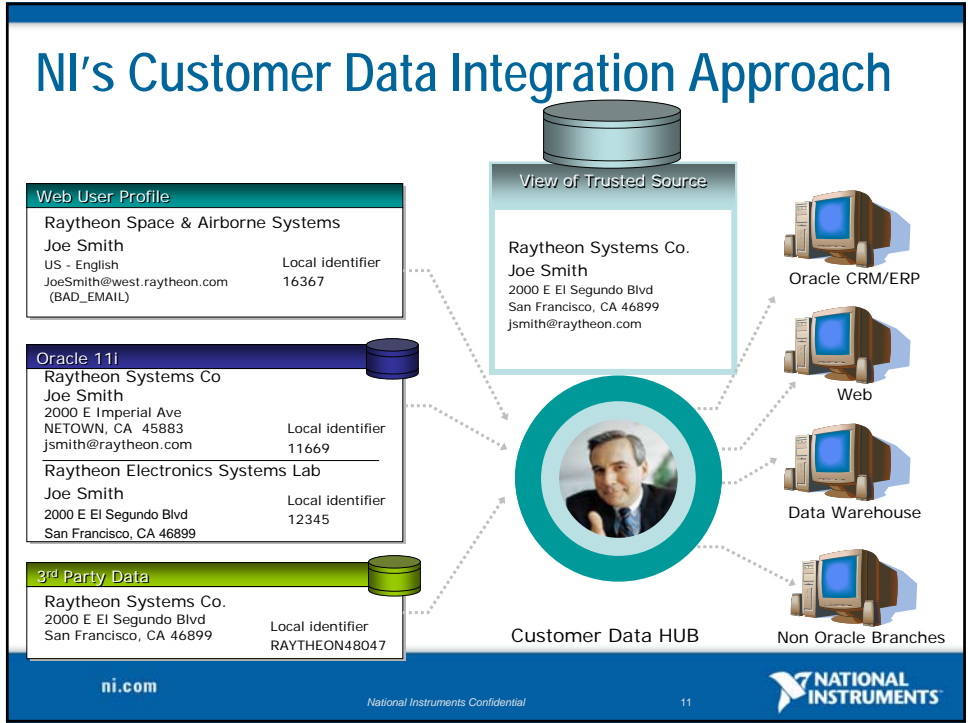 NI's Customer Data Integration Approach
Web User Profile
Raytheon Space & Airborne Systems
Joe Smith
US - English
JoeSmith@west.raytheon.com
(BAD_EMAIL)
Local identifier
16367
Oracle 11i
Raytheon Systems Co
Joe Smith
2000 E Imperial Ave
NETOWN, CA 45883
jsmith@raytheon.com
Local identifier
11669
Raytheon Electronics Systems Lab
Joe Smith
2000 E El Segundo Blvd
San Francisco, CA 46899
Local identifier
12345
3rd Party Data
Raytheon Systems Co.
2000 E El Segundo Blvd
San Francisco, CA 46899
Local identifier
RAYTHEON48047
View of Trusted Source
Raytheon Systems Co.
Joe Smith
2000 E El Segundo Blvd
San Francisco, CA 46899
jsmith@raytheon.com
Customer Data HUB
Oracle CRM/ERP
Web
Data Warehouse
Non Oracle Branches
ni.com
National Instruments Confidential
11
NATIONAL
INSTRUMENTS